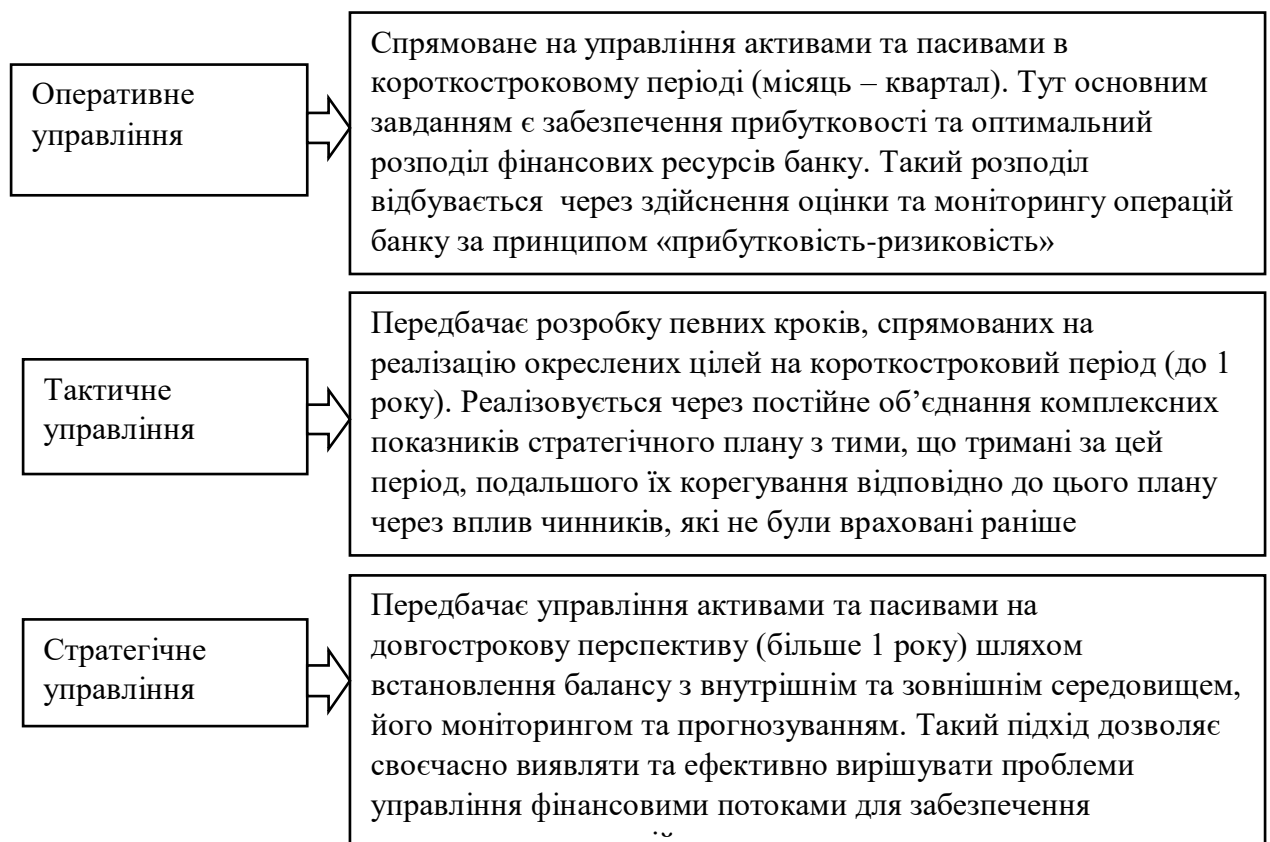 Оперативне
управління
Спрямоване на управління активами та пасивами в
короткостроковому періоді (місяць – квартал). Тут основним
завданням є забезпечення прибутковості та оптимальний
розподіл фінансових ресурсів банку. Такий розподіл
відбувається через здійснення оцінки та моніторингу операцій
банку за принципом «прибутковість-ризиковість»
Тактичне
управління
Передбачає розробку певних кроків, спрямованих на
реалізацію окреслених цілей на короткостроковий період (до 1
року). Реалізовується через постійне об’єднання комплексних
показників стратегічного плану з тими, що тримані за цей
період, подальшого їх корегування відповідно до цього плану
через вплив чинників, які не були враховані раніше
Стратегічне
управління
Передбачає управління активами та пасивами на
довгострокову перспективу (більше 1 року) шляхом
встановлення балансу з внутрішнім та зовнішнім середовищем,
його моніторингом та прогнозуванням. Такий підхід дозволяє
своєчасно виявляти та ефективно вирішувати проблеми
управління фінансовими потоками для забезпечення